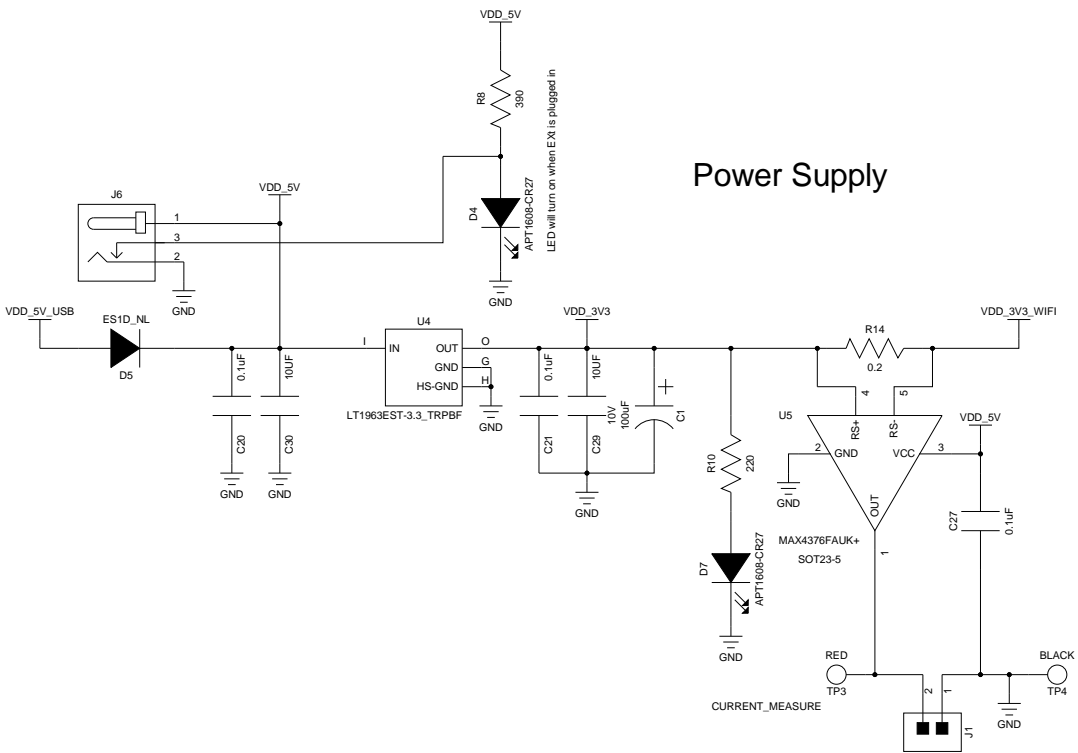 VDD_5V
R8
390
LED will turn on when EXt is plugged in
Power Supply
J6
VDD_5V
1
3
2
GND
D4
APT1608-CR27
GND
VDD_5V_USB
ES1D_NL
D5
U4
I
IN
OUT
O
GND
G
HS-GND
H
GND
LT1963EST-3.3_TRPBF
VDD_3V3
R14
0.2
VDD_3V3_WIFI
0.1uF
C20
GND
10UF
C30
GND
0.1uF
C21
10UF
C29
10V
100uF
C1
GND
R10
220
D7
APT1608-CR27
GND
U5
4
5
RS+
RS-
2
GND
VCC
3
VDD_5V
GND
OUT
1
MAX4376FAUK+
SOT23-5
C27
0.1uF
RED
TP3
BLACK
TP4
CURRENT_MEASURE
2
1
J1
GND